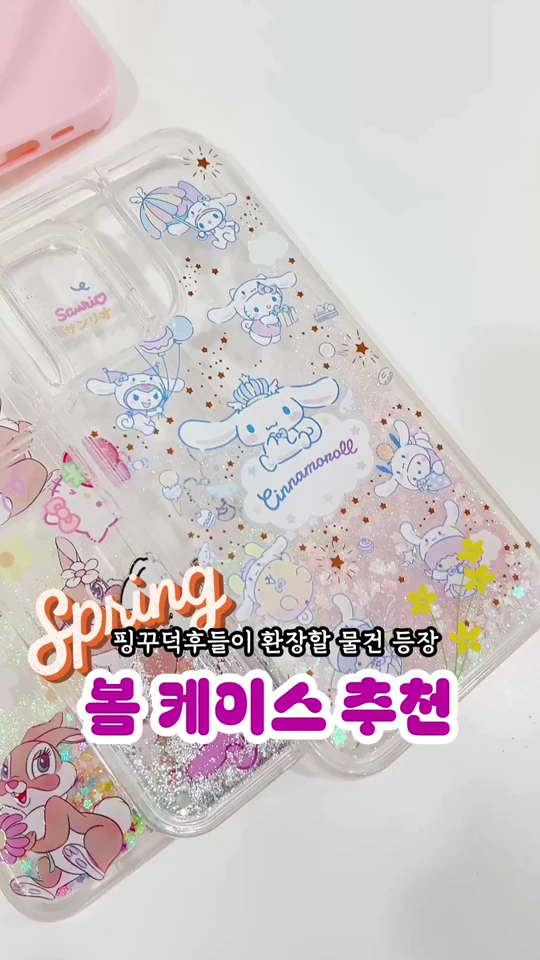 Sanrio
サンリオ
Cinnamoroll
Spring
핑꾸덕후들이 환장할 물건 등장
봄 케이스 추천